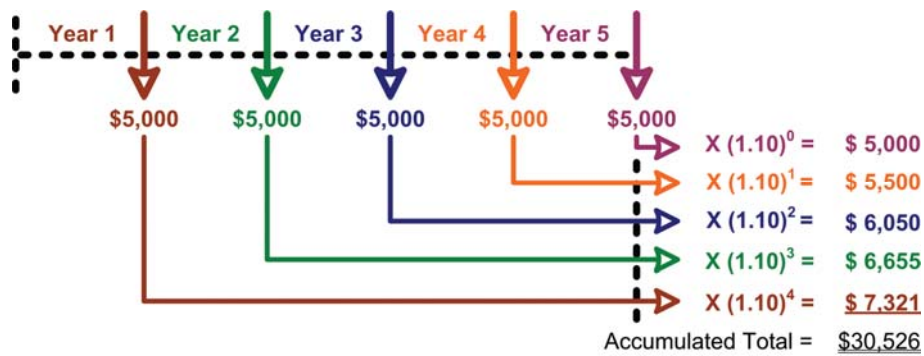 Year 1 Year 2 Year 3 Year 4 Year 5
$5,000 $5,000 $5,000 $5,000 $5,000
X (1.10)⁰ = $ 5,000
X (1.10)¹ = $ 5,500
X (1.10)² = $ 6,050
X (1.10)³ = $ 6,655
X (1.10)⁴ = $ 7,321
Accumulated Total = $30,526